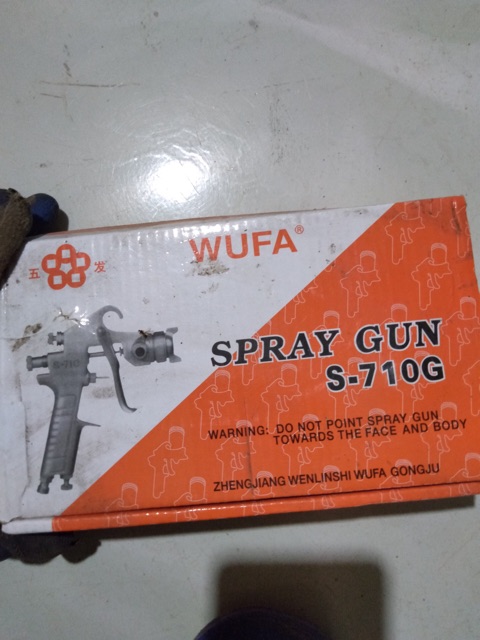 WUFA®
五 发
SPRAY GUN
S-710G
S-710
WARNING: DO NOT POINT SPRAY GUN
TOWARDS THE FACE AND BODY
ZHENGJIANG WENLINSHI WUFA GONGJU